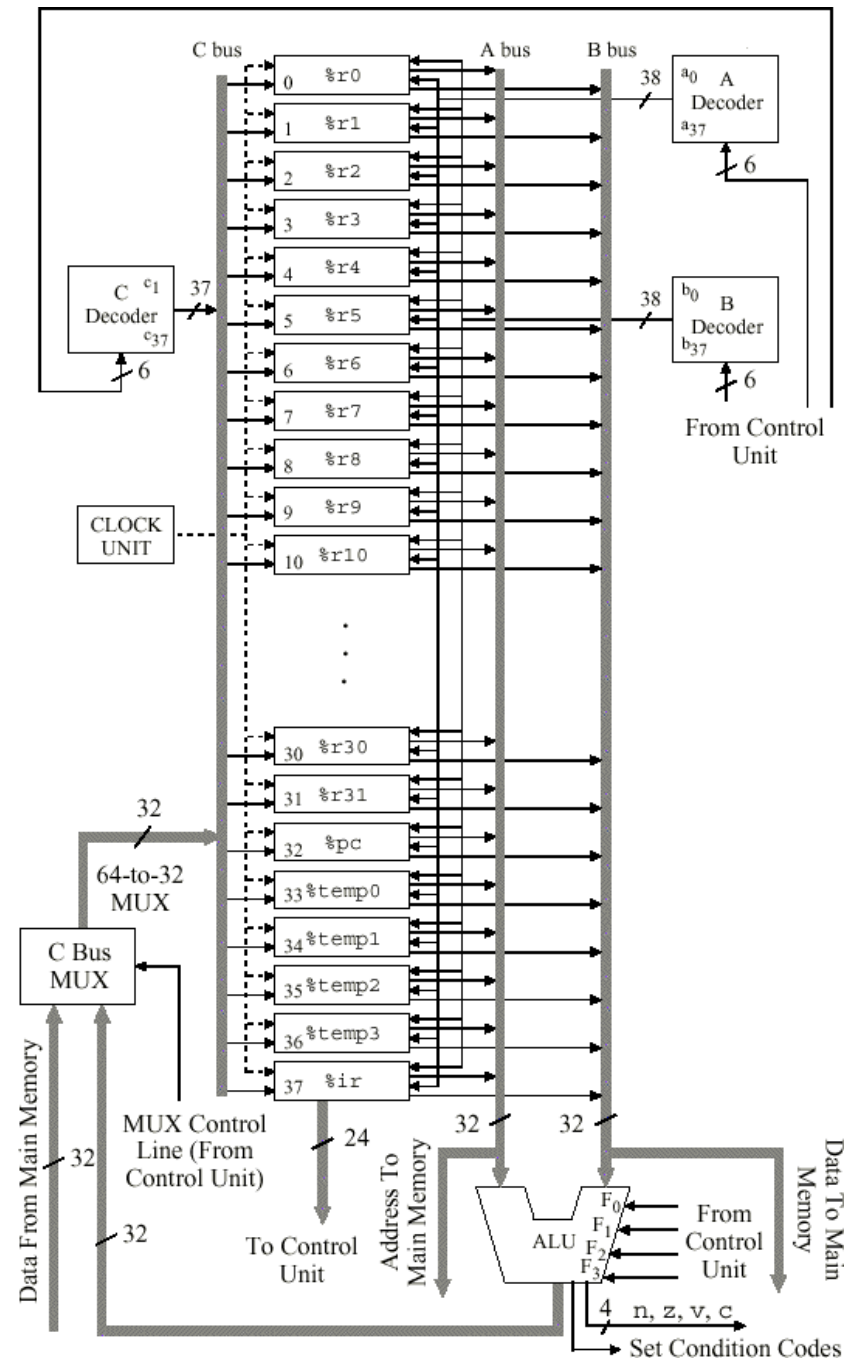 C bus
A bus
B bus
0 %r0
1 %r1
2 %r2
3 %r3
4 %r4
5 %r5
6 %r6
7 %r7
8 %r8
9 %r9
10 %r10
.
.
.
30 %r30
31 %r31
32 %pc
33 %temp0
34 %temp1
35 %temp2
36 %temp3
37 %ir
38
a0
A
Decoder
a37
6
38
b0
B
Decoder
b37
6
From Control
Unit
C c1
Decoder
c37
37
6
CLOCK
UNIT
32
64-to-32
MUX
C Bus
MUX
Data From Main Memory
32
32
MUX Control
Line (From
Control Unit)
24
To Control
Unit
32
32
Address To
Main Memory
Data To Main
Memory
ALU
F0
F1
F2
F3
From
Control
Unit
4
n, z, v, c
Set Condition Codes